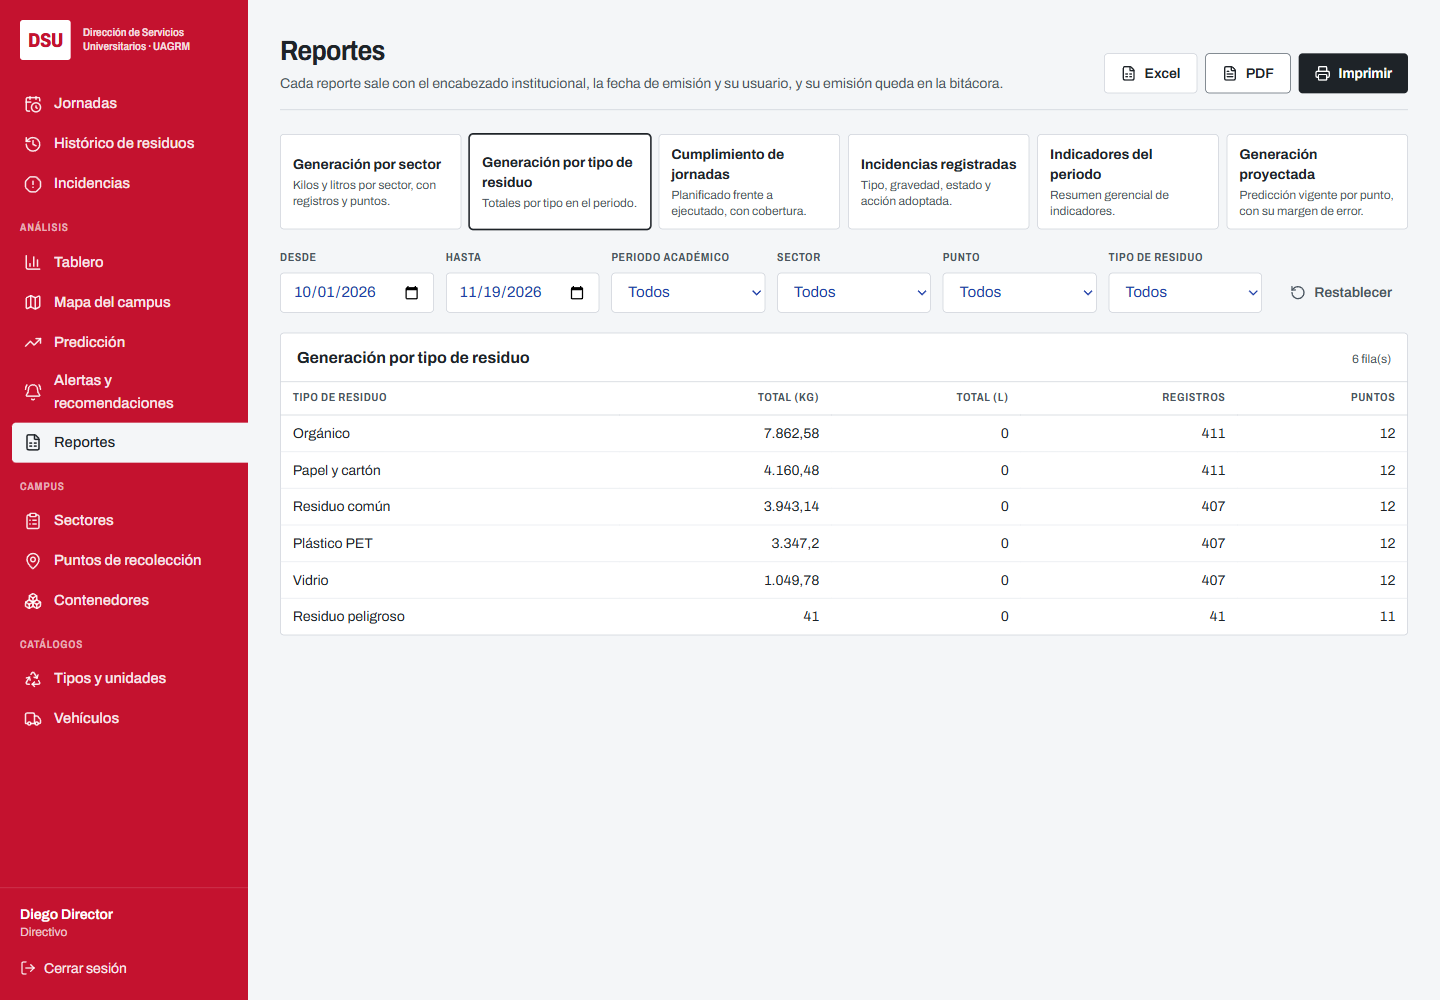 DSU
Dirección de Servicios
Universitarios · UAGRM
Jornadas
Histórico de residuos
Incidencias
ANÁLISIS
Tablero
Mapa del campus
Predicción
Alertas y
recomendaciones
Reportes
CAMPUS
Sectores
Puntos de recolección
Contenedores
CATÁLOGOS
Tipos y unidades
Vehículos
Diego Director
Directivo
Cerrar sesión
Reportes
Cada reporte sale con el encabezado institucional, la fecha de emisión y su usuario, y su emisión queda en la bitácora.
Excel
PDF
Imprimir
Generación por sector
Kilos y litros por sector, con
registros y puntos.
Generación por tipo de
residuo
Totales por tipo en el periodo.
Cumplimiento de
jornadas
Planificado frente a
ejecutado, con cobertura.
Incidencias registradas
Tipo, gravedad, estado y
acción adoptada.
Indicadores del
periodo
Resumen gerencial de
indicadores.
Generación
proyectada
Predicción vigente por punto,
con su margen de error.
DESDE HASTA PERIODO ACADÉMICO SECTOR PUNTO TIPO DE RESIDUO
10/01/2026 11/19/2026 Todos Todos Todos Todos Restablecer
Generación por tipo de residuo 6 fila(s)
TIPO DE RESIDUO TOTAL (KG) TOTAL (L) REGISTROS PUNTOS
Orgánico 7.862,58 0 411 12
Papel y cartón 4.160,48 0 411 12
Residuo común 3.943,14 0 407 12
Plástico PET 3.347,2 0 407 12
Vidrio 1.049,78 0 407 12
Residuo peligroso 41 0 41 11